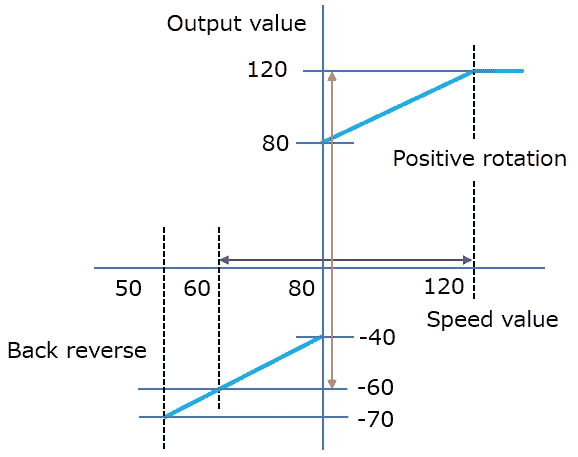 Output value
120
80
Positive rotation
50
60
80
120
Speed value
-40
Back reverse
-60
-70